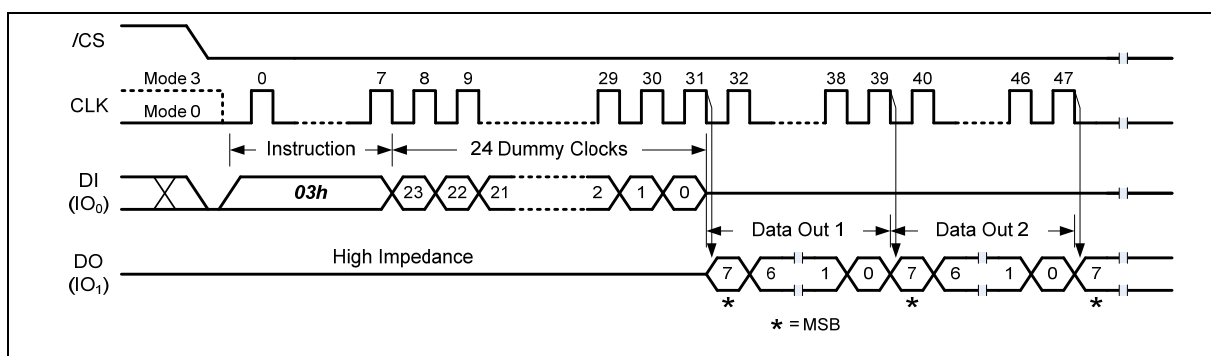 /CS
Mode 3 0 7 8 9 29 30 31 32 38 39 40 46 47
CLK
Mode 0
Instruction 24 Dummy Clocks
DI
(IO0)
03h 23 22 21 2 1 0
Data Out 1 Data Out 2
High Impedance
DO
(IO1)
7 6 1 0 7 6 1 0 7
* * *
* = MSB